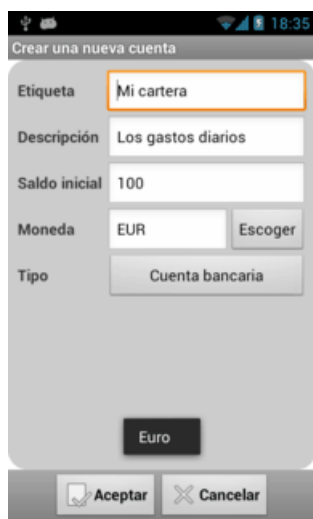 18:35
Crear una nueva cuenta
Etiqueta Mi cartera
Descripción Los gastos diarios
Saldo inicial 100
Moneda EUR Escoger
Tipo Cuenta bancaria
Euro
Aceptar Cancelar